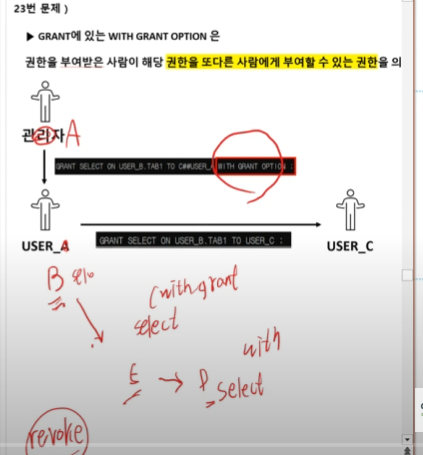 23번 문제 )
▶ GRANT에 있는 WITH GRANT OPTION 은
권한을 부여받은 사람이 해당 권한을 또다른 사람에게 부여할 수 있는 권한을 의
관리자 A
GRANT SELECT ON USER_B.TAB1 TO C##USER_ WITH GRANT OPTION ;
USER_A
USER_C
GRANT SELECT ON USER_B.TAB1 TO USER_C ;
B
(with grant
select
with
E → P select
revoke